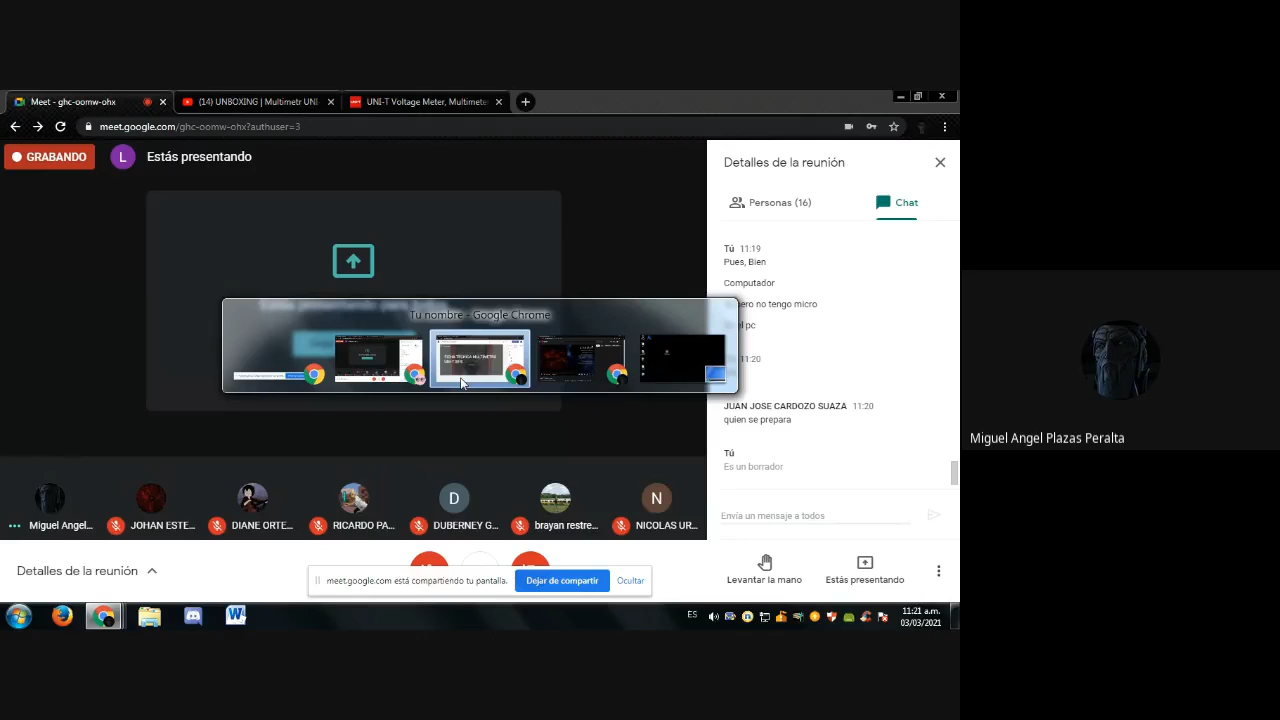 Meet - ghc-oomw-ohx
(14) UNBOXING | Multimetr UNI
UNI-T Voltage Meter, Multimete
meet.google.com/ghc-oomw-ohx?authuser=3
GRABANDO
L
Estás presentando
Detalles de la reunión
Personas (16)
Chat
Tú 11:19
Pues, Bien
Computador
ero no tengo micro
l pc
11:20
JUAN JOSE CARDOZO SUAZA 11:20
quien se prepara
Tú
Es un borrador
Envía un mensaje a todos
Tu nombre - Google Chrome
FICHA TECNICA MULTIMETRO
Miguel Angel...
JOHAN ESTE...
DIANE ORTE...
RICARDO PA...
D
DUBERNEY G...
brayan restre...
N
NICOLAS UR...
Detalles de la reunión
meet.google.com está compartiendo tu pantalla.
Dejar de compartir
Ocultar
Levantar la mano
Estás presentando
ES
11:21 a.m.
03/03/2021
Miguel Angel Plazas Peralta